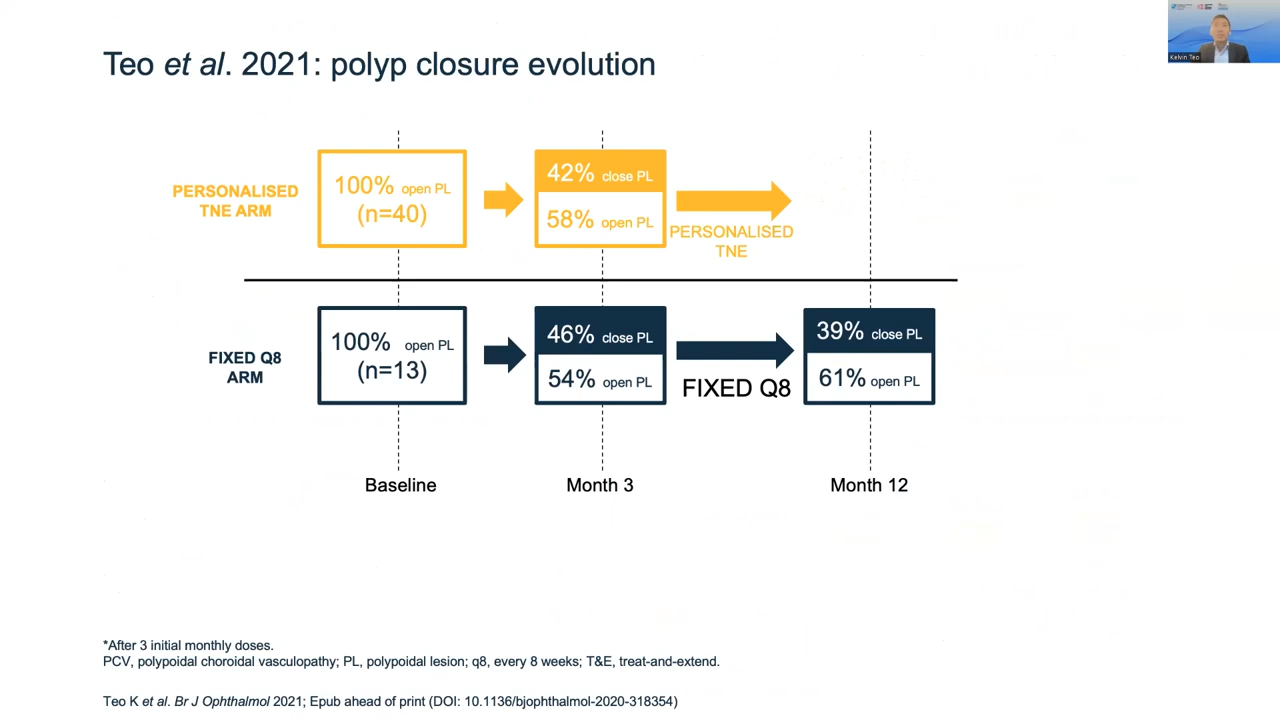 Teo et al. 2021: polyp closure evolution
Kelvin Teo
PERSONALISED
TNE ARM
100% open PL
(n=40)
42% close PL
58% open PL
PERSONALISED
TNE
FIXED Q8
ARM
100% open PL
(n=13)
46% close PL
54% open PL
FIXED Q8
39% close PL
61% open PL
Baseline
Month 3
Month 12
*After 3 initial monthly doses.
PCV, polypoidal choroidal vasculopathy; PL, polypoidal lesion; q8, every 8 weeks; T&E, treat-and-extend.
Teo K et al. Br J Ophthalmol 2021; Epub ahead of print (DOI: 10.1136/bjophthalmol-2020-318354)